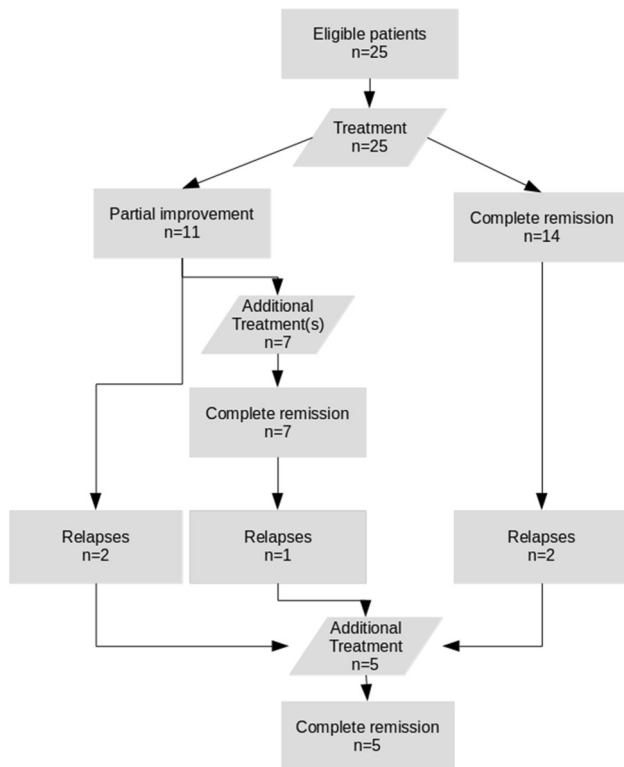 Eligible patients
n=25
Treatment
n=25
Partial improvement
n=11
Complete remission
n=14
Additional
Treatment(s)
n=7
Complete remission
n=7
Relapses
n=2
Relapses
n=1
Relapses
n=2
Additional
Treatment
n=5
Complete remission
n=5